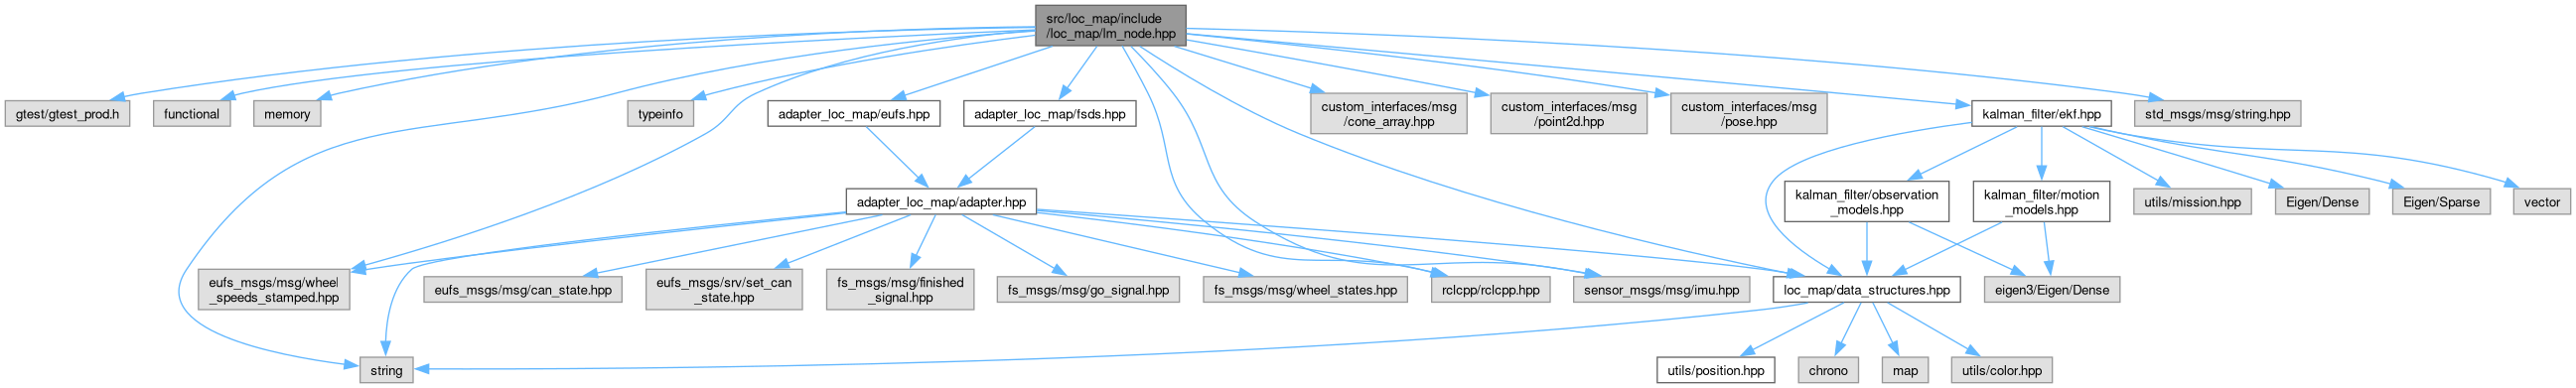 src/loc_map/include
/loc_map/lm_node.hpp
gtest/gtest_prod.h
functional
memory
typeinfo
adapter_loc_map/eufs.hpp
adapter_loc_map/fsds.hpp
custom_interfaces/msg
/cone_array.hpp
custom_interfaces/msg
/point2d.hpp
custom_interfaces/msg
/pose.hpp
kalman_filter/ekf.hpp
std_msgs/msg/string.hpp
adapter_loc_map/adapter.hpp
kalman_filter/observation
_models.hpp
kalman_filter/motion
_models.hpp
utils/mission.hpp
Eigen/Dense
Eigen/Sparse
vector
eufs_msgs/msg/wheel
_speeds_stamped.hpp
eufs_msgs/msg/can_state.hpp
eufs_msgs/srv/set_can
_state.hpp
fs_msgs/msg/finished
_signal.hpp
fs_msgs/msg/go_signal.hpp
fs_msgs/msg/wheel_states.hpp
rclcpp/rclcpp.hpp
sensor_msgs/msg/imu.hpp
loc_map/data_structures.hpp
eigen3/Eigen/Dense
string
utils/position.hpp
chrono
map
utils/color.hpp